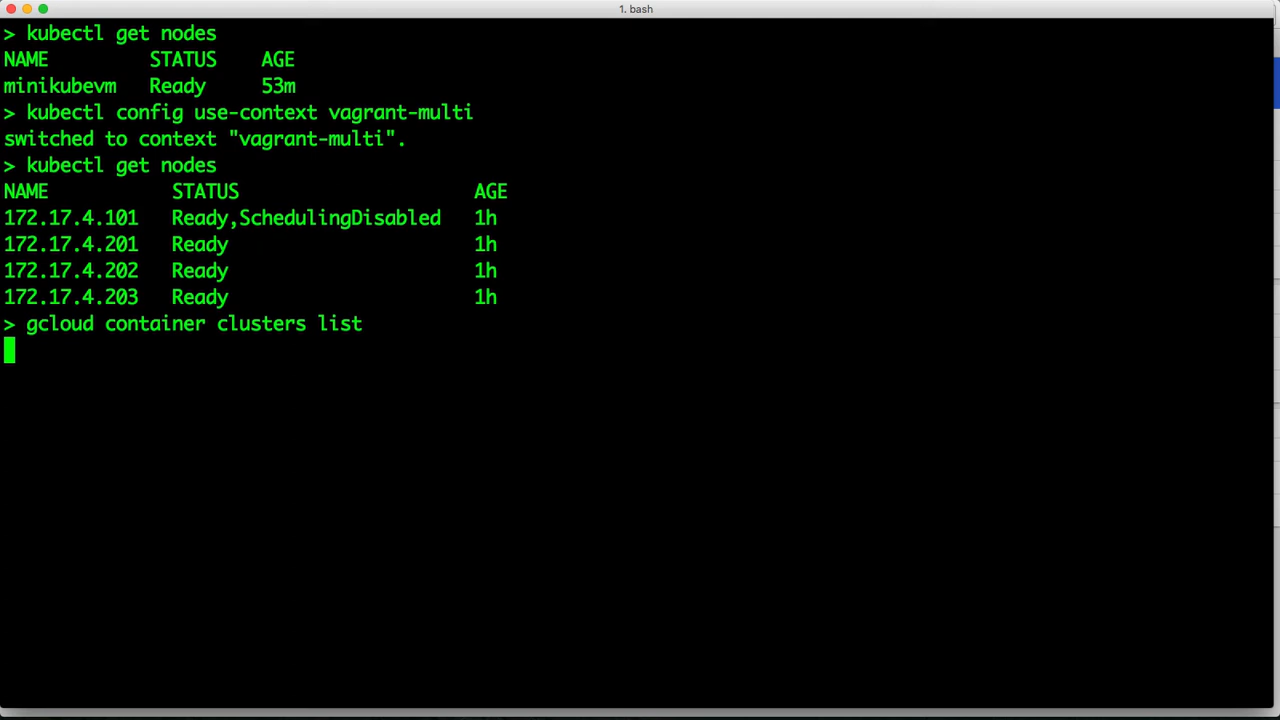 1. bash
> kubectl get nodes
NAME STATUS AGE
minikubevm Ready 53m
> kubectl config use-context vagrant-multi
switched to context "vagrant-multi".
> kubectl get nodes
NAME STATUS AGE
172.17.4.101 Ready,SchedulingDisabled 1h
172.17.4.201 Ready 1h
172.17.4.202 Ready 1h
172.17.4.203 Ready 1h
> gcloud container clusters list